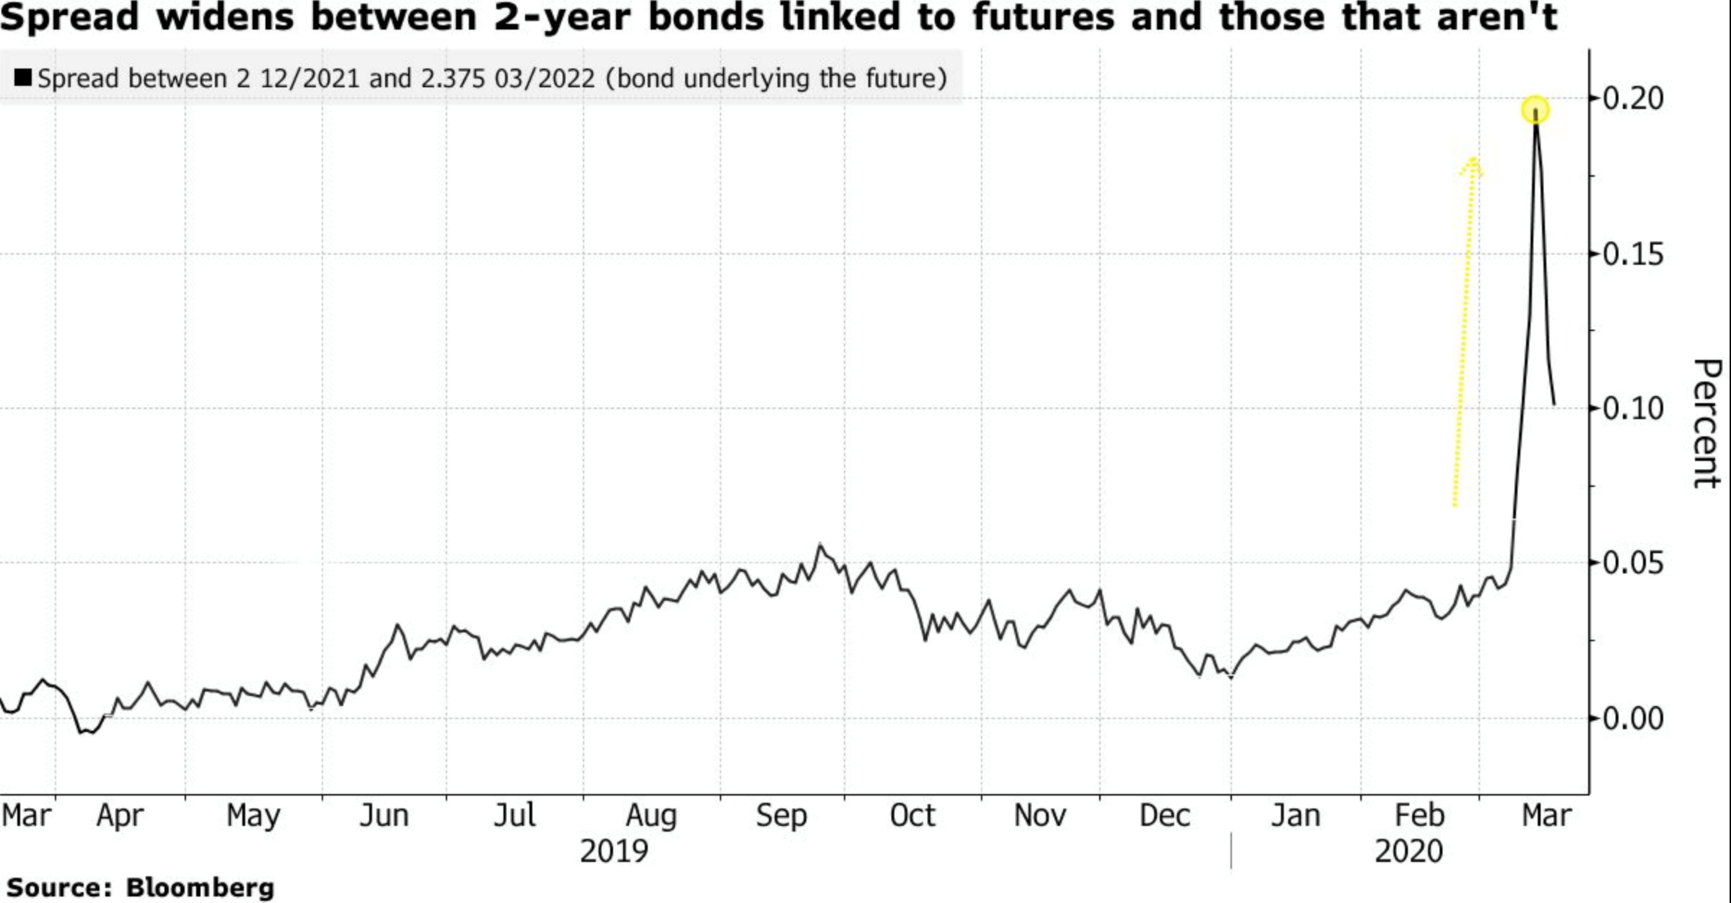 Spread widens between 2-year bonds linked to futures and those that aren't
Spread between 2 12/2021 and 2.375 03/2022 (bond underlying the future)
0.20
0.15
0.10
0.05
0.00
Percent
Mar Apr May Jun Jul Aug Sep Oct Nov Dec Jan Feb Mar
2019 2020
Source: Bloomberg